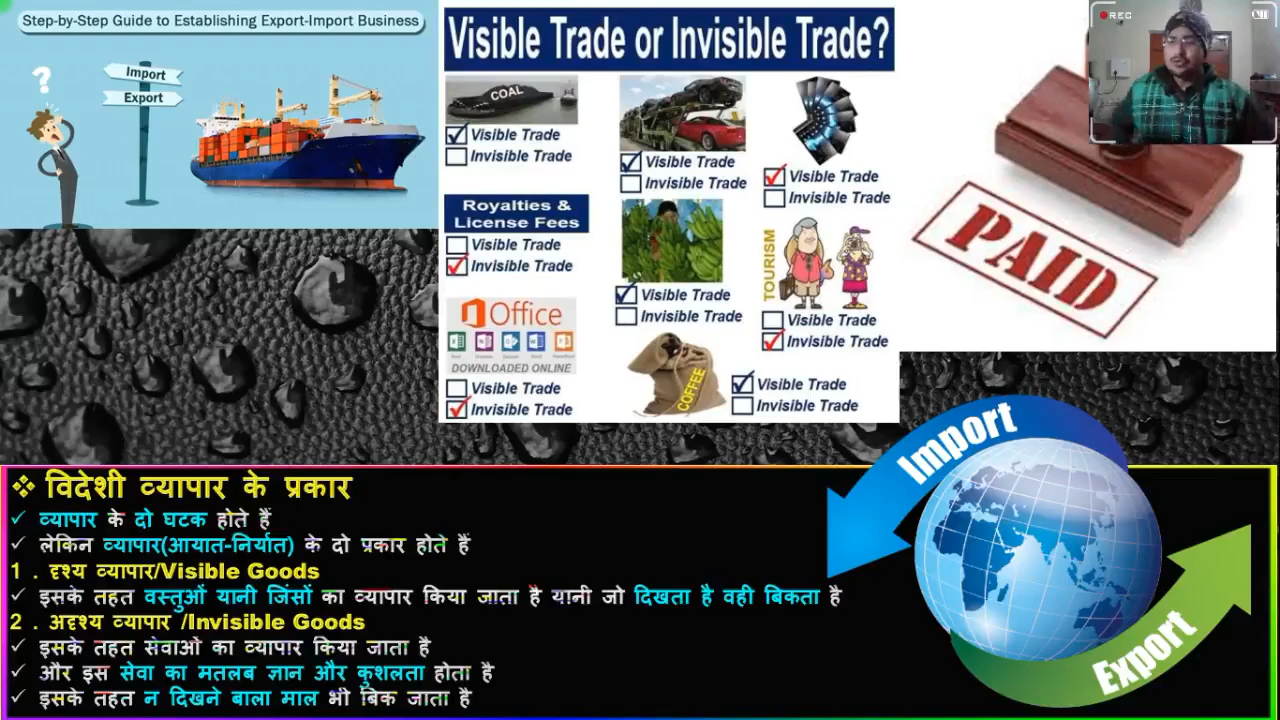 Step-by-Step Guide to Establishing Export-Import Business
Import
Export
Visible Trade or Invisible Trade?
COAL
Visible Trade
Invisible Trade
Visible Trade
Invisible Trade
Visible Trade
Invisible Trade
Royalties &
License Fees
Visible Trade
Invisible Trade
Visible Trade
Invisible Trade
TOURISM
Visible Trade
Invisible Trade
Office
DOWNLOADED ONLINE
Visible Trade
Invisible Trade
COFFEE
Visible Trade
Invisible Trade
REC
PAID
❖ विदेशी व्यापार के प्रकार
✓ व्यापार के दो घटक होते हैं
✓ लेकिन व्यापार(आयात-निर्यात) के दो प्रकार होते हैं
1 . दृश्य व्यापार/Visible Goods
✓ इसके तहत वस्तुओं यानी जिंसों का व्यापार किया जाता है यानी जो दिखता है वही बिकता है
2 . अदृश्य व्यापार /Invisible Goods
✓ इसके तहत सेवाओं का व्यापार किया जाता है
✓ और इस सेवा का मतलब ज्ञान और कुशलता होता है
✓ इसके तहत न दिखने बाला माल भी बिक जाता है
Import
Export